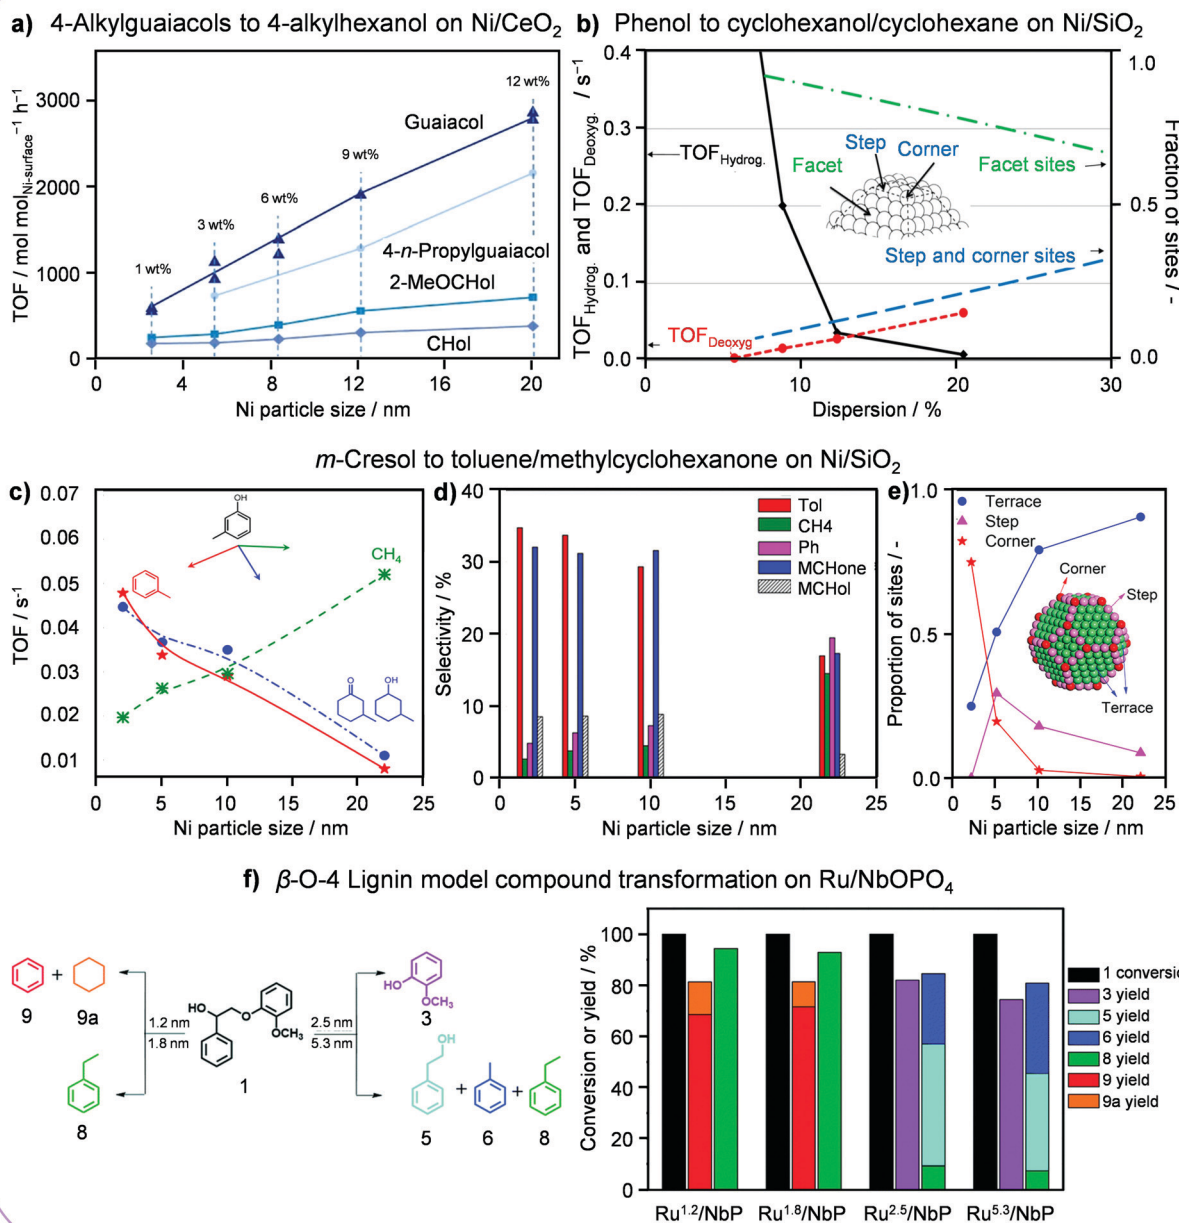 a) 4-Alkylguaiacols to 4-alkylhexanol on Ni/CeO2
TOF / mol molNi-surface−1 h−1
3000
2000
1000
0
1 wt%
3 wt%
6 wt%
9 wt%
12 wt%
Guaiacol
4-n-Propylguaiacol
2-MeOCHol
CHol
0 4 8 12 16 20
Ni particle size / nm
b) Phenol to cyclohexanol/cyclohexane on Ni/SiO2
TOFHydrog. and TOFDeoxyg. / s−1
0.4
0.3
0.2
0.1
0.0
TOFHydrog.
TOFDeoxyg
Facet
Step
Corner
Facet sites
Step and corner sites
1.0
0.5
0.0
Fraction of sites / -
0 10 20 30
Dispersion / %
m-Cresol to toluene/methylcyclohexanone on Ni/SiO2
c)
TOF / s−1
0.07
0.06
0.05
0.04
0.03
0.02
0.01
OH
CH4
O
OH
0 5 10 15 20 25
Ni particle size / nm
d)
Selectivity / %
40
30
20
10
0
Tol
CH4
Ph
MCHone
MCHol
0 5 10 15 20 25
Ni particle size / nm
e)
Proportion of sites / -
1.0
0.5
0.0
Terrace
Step
Corner
Corner
Step
Terrace
0 5 10 15 20 25
Ni particle size / nm
f) β-O-4 Lignin model compound transformation on Ru/NbOPO4
9 + 9a
8
1.2 nm
1.8 nm
HO
O
OCH3
1
2.5 nm
5.3 nm
HO
OCH3
3
OH
5 + 6 + 8
Conversion or yield / %
100
80
60
40
20
0
Ru1.2/NbP Ru1.8/NbP Ru2.5/NbP Ru5.3/NbP
1 conversi
3 yield
5 yield
6 yield
8 yield
9 yield
9a yield